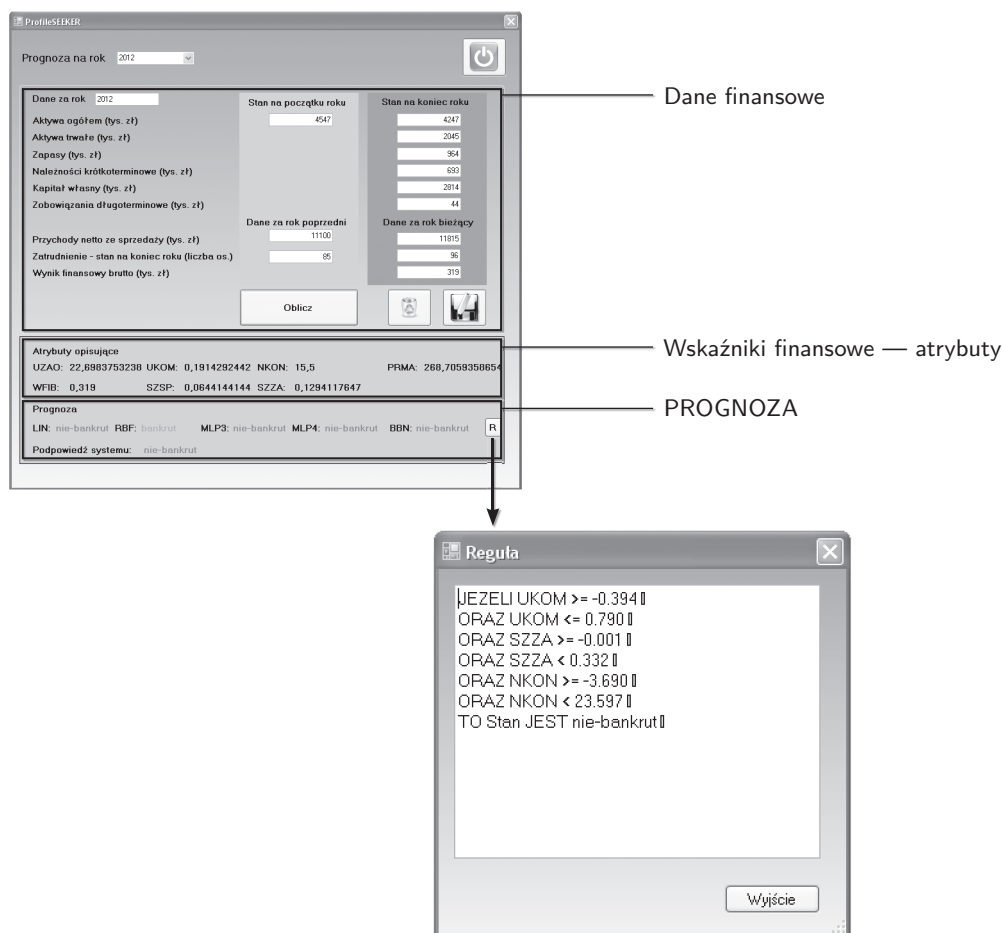 ProfileSEEKER
Prognoza na rok 2012
Dane za rok 2012 Stan na początku roku Stan na koniec roku
Aktywa ogółem (tys. zł) 4547 4247
Aktywa trwałe (tys. zł) 2045
Zapasy (tys. zł) 964
Należności krótkoterminowe (tys. zł) 693
Kapitał własny (tys. zł) 2814
Zobowiązania długoterminowe (tys. zł) 44
Dane za rok poprzedni Dane za rok bieżący
Przychody netto ze sprzedaży (tys. zł) 11100 11815
Zatrudnienie - stan na koniec roku (liczba os.) 85 96
Wynik finansowy brutto (tys. zł) 319
Oblicz
Dane finansowe
Atrybuty opisujące
UZAO: 22,6983753238 UKOM: 0,1914292442 NKON: 15,5 PRMA: 268,7059358654
WFIB: 0,319 SZSP: 0,0644144144 SZZA: 0,1294117647
Wskaźniki finansowe — atrybuty
Prognoza
LIN: nie-bankrut RBF: bankrut MLP3: nie-bankrut MLP4: nie-bankrut BBN: nie-bankrut R
Podpowiedź systemu: nie-bankrut
PROGNOZA
Reguła
JEZELI UKOM >= -0.394
ORAZ UKOM <= 0.790
ORAZ SZZA >= -0.001
ORAZ SZZA < 0.332
ORAZ NKON >= -3.690
ORAZ NKON < 23.597
TO Stan JEST nie-bankrut
Wyjście